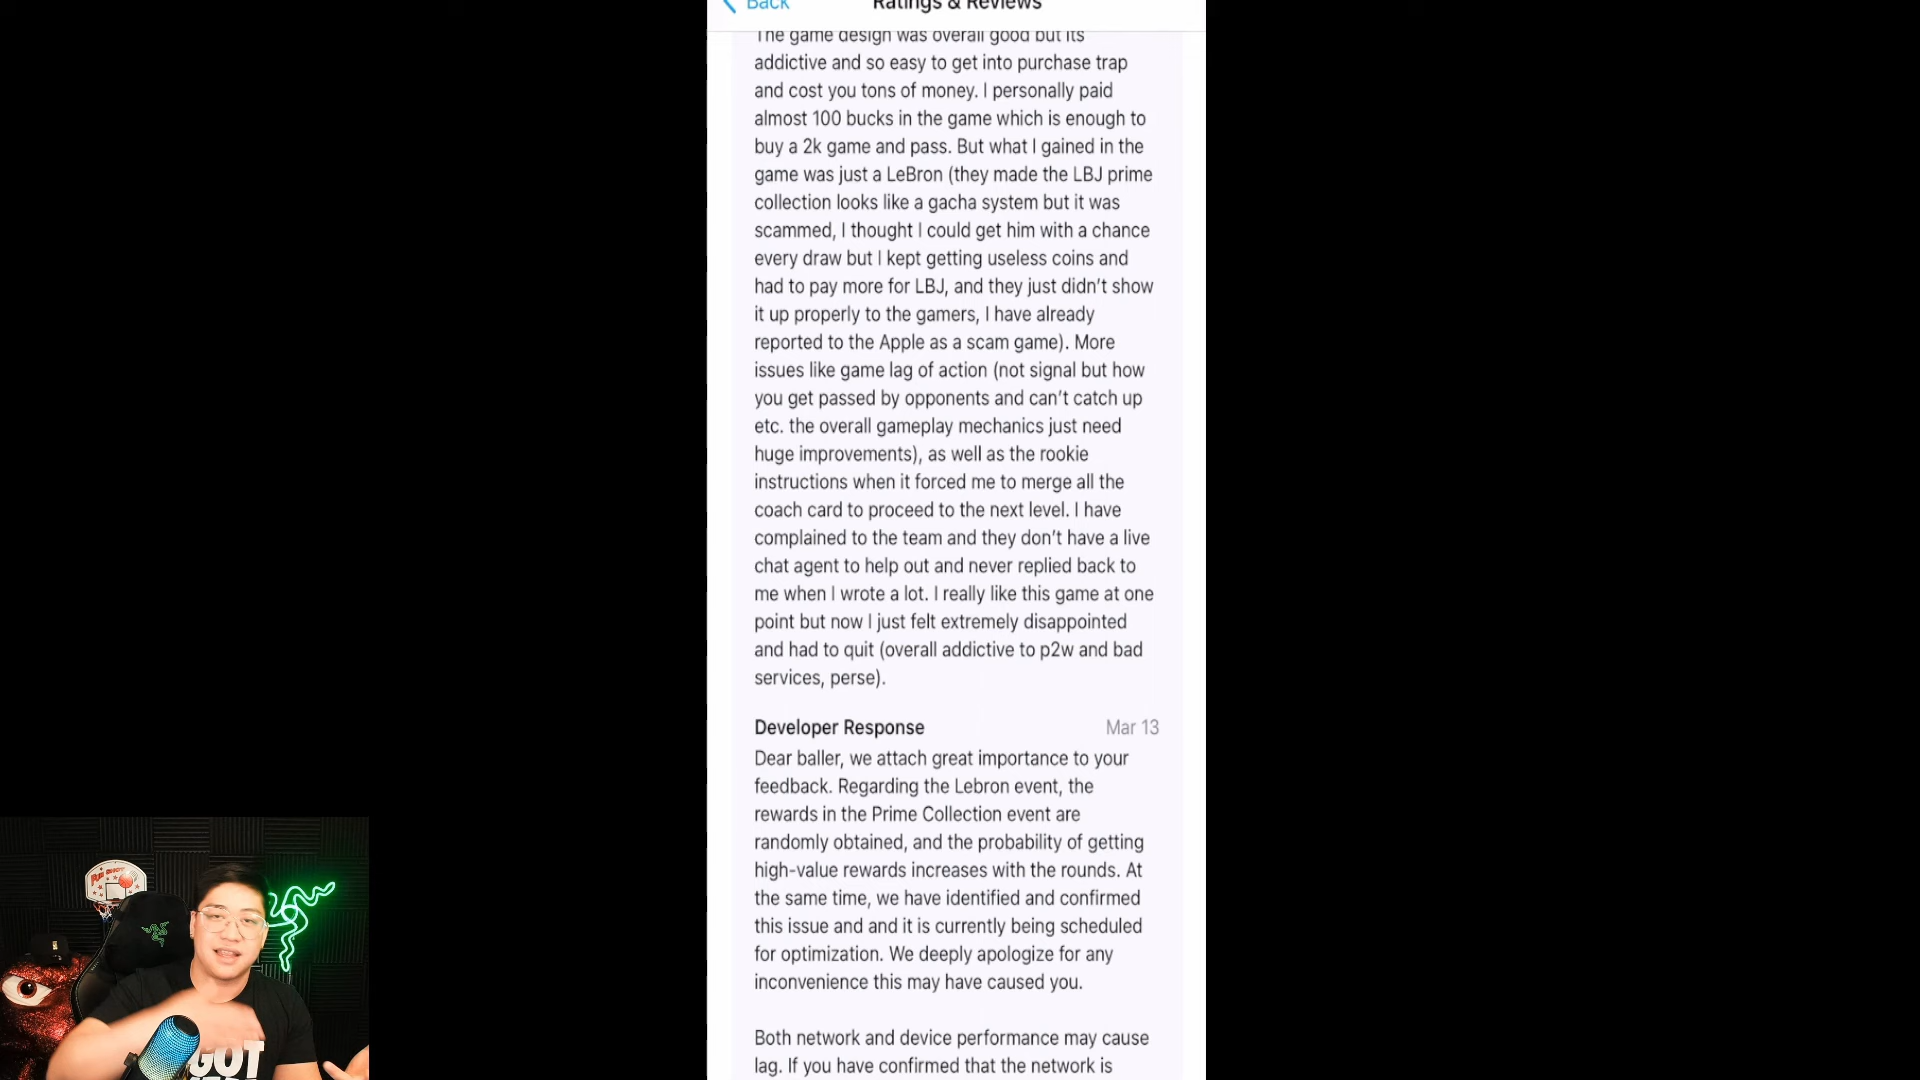 Back
Ratings & Reviews
The game design was overall good but its
addictive and so easy to get into purchase trap
and cost you tons of money. I personally paid
almost 100 bucks in the game which is enough to
buy a 2k game and pass. But what I gained in the
game was just a LeBron (they made the LBJ prime
collection looks like a gacha system but it was
scammed, I thought I could get him with a chance
every draw but I kept getting useless coins and
had to pay more for LBJ, and they just didn’t show
it up properly to the gamers, I have already
reported to the Apple as a scam game). More
issues like game lag of action (not signal but how
you get passed by opponents and can’t catch up
etc. the overall gameplay mechanics just need
huge improvements), as well as the rookie
instructions when it forced me to merge all the
coach card to proceed to the next level. I have
complained to the team and they don’t have a live
chat agent to help out and never replied back to
me when I wrote a lot. I really like this game at one
point but now I just felt extremely disappointed
and had to quit (overall addictive to p2w and bad
services, perse).
Developer Response
Mar 13
Dear baller, we attach great importance to your
feedback. Regarding the Lebron event, the
rewards in the Prime Collection event are
randomly obtained, and the probability of getting
high-value rewards increases with the rounds. At
the same time, we have identified and confirmed
this issue and and it is currently being scheduled
for optimization. We deeply apologize for any
inconvenience this may have caused you.
Both network and device performance may cause
lag. If you have confirmed that the network is
GOT